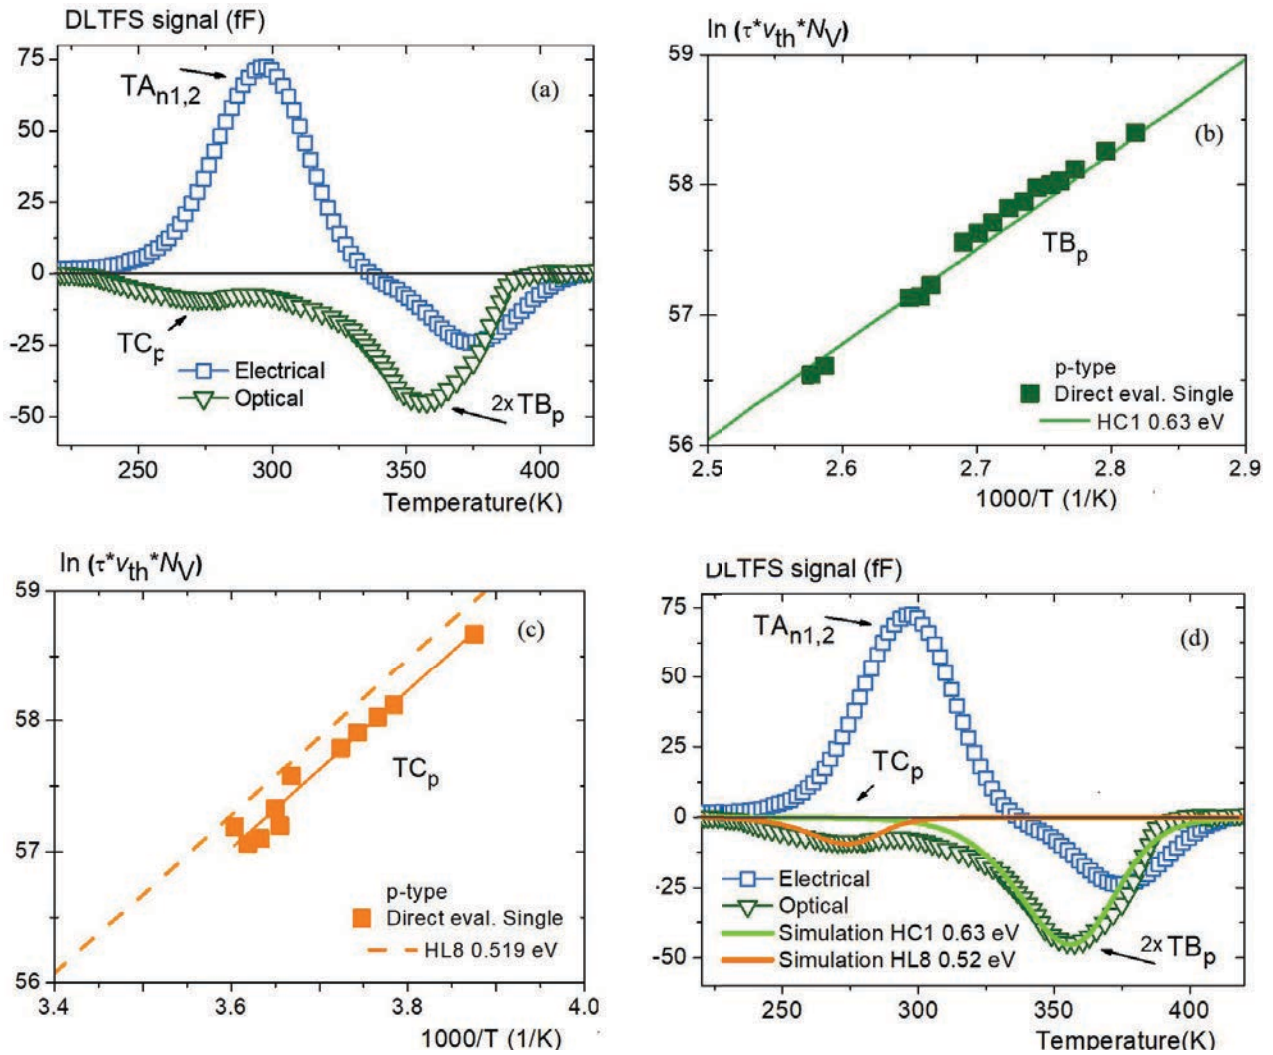 DLTFS signal (fF)
75
50
25
0
-25
-50
TAn1,2
(a)
TCp
Electrical
Optical
2x TBp
250 300 350 400
Temperature(K)
ln (τ*vth*NV)
59
58
57
56
(b)
TBp
p-type
Direct eval. Single
HC1 0.63 eV
2.5 2.6 2.7 2.8 2.9
1000/T (1/K)
ln (τ*vth*NV)
59
58
57
56
(c)
TCp
p-type
Direct eval. Single
HL8 0.519 eV
3.4 3.6 3.8 4.0
1000/T (1/K)
DLTFS signal (fF)
75
50
25
0
-25
-50
TAn1,2
(d)
TCp
Electrical
Optical
Simulation HC1 0.63 eV
Simulation HL8 0.52 eV
2x TBp
250 300 350 400
Temperature(K)